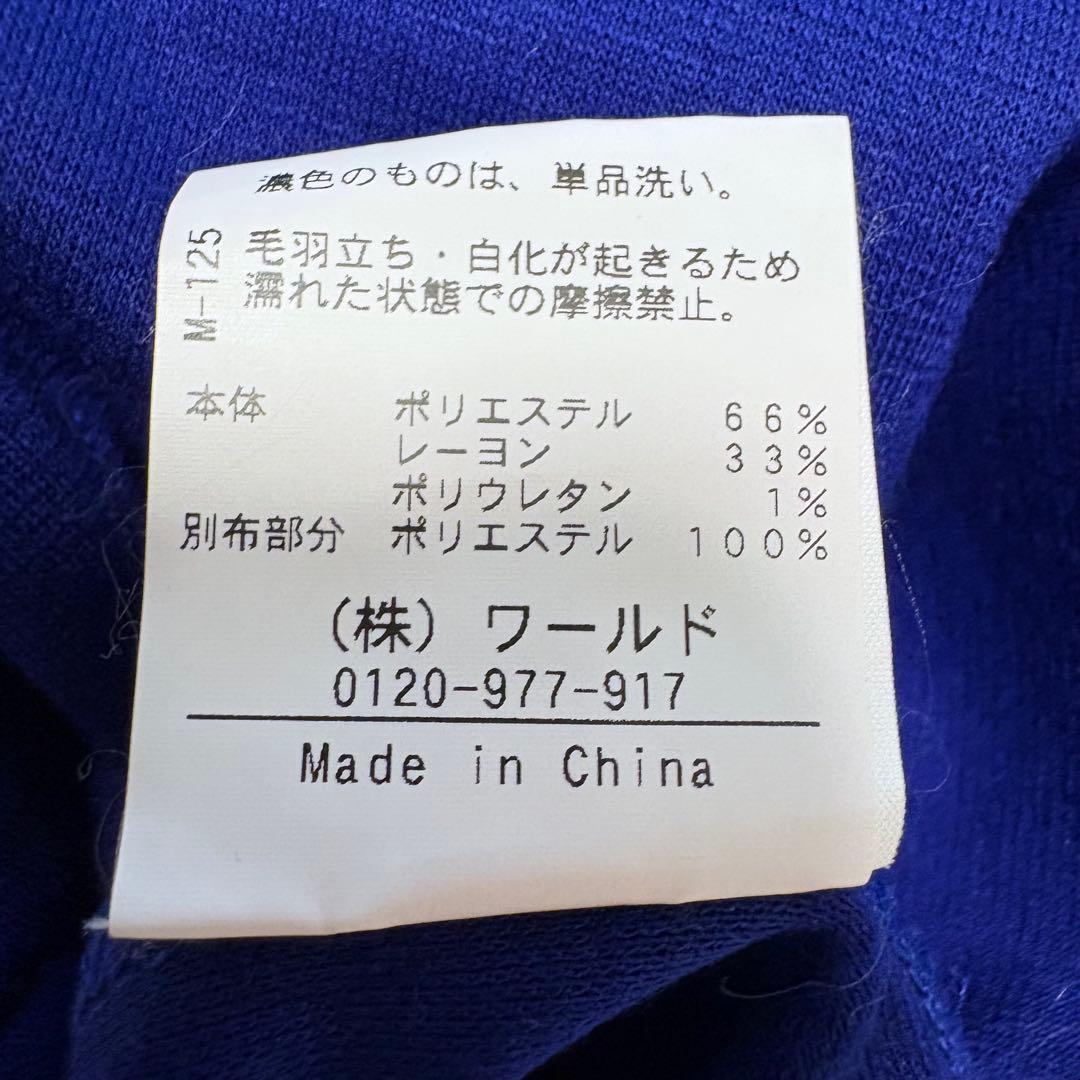 濃色のものは、単品洗い。
M-125
毛羽立ち・白化が起きるため
濡れた状態での摩擦禁止。
本体 ポリエステル 66%
レーヨン 33%
ポリウレタン 1%
別布部分 ポリエステル 100%
(株) ワールド
0120-977-917
Made in China